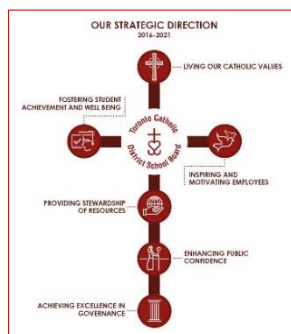 OUR STRATEGIC DIRECTION
2016-2021
LIVING OUR CATHOLIC VALUES
FOSTERING STUDENT
ACHIEVEMENT AND WELL BEING
Toronto Catholic
District School Board
INSPIRING AND
MOTIVATING EMPLOYEES
PROVIDING STEWARDSHIP
OF RESOURCES
ENHANCING PUBLIC
CONFIDENCE
ACHIEVING EXCELLENCE IN
GOVERNANCE